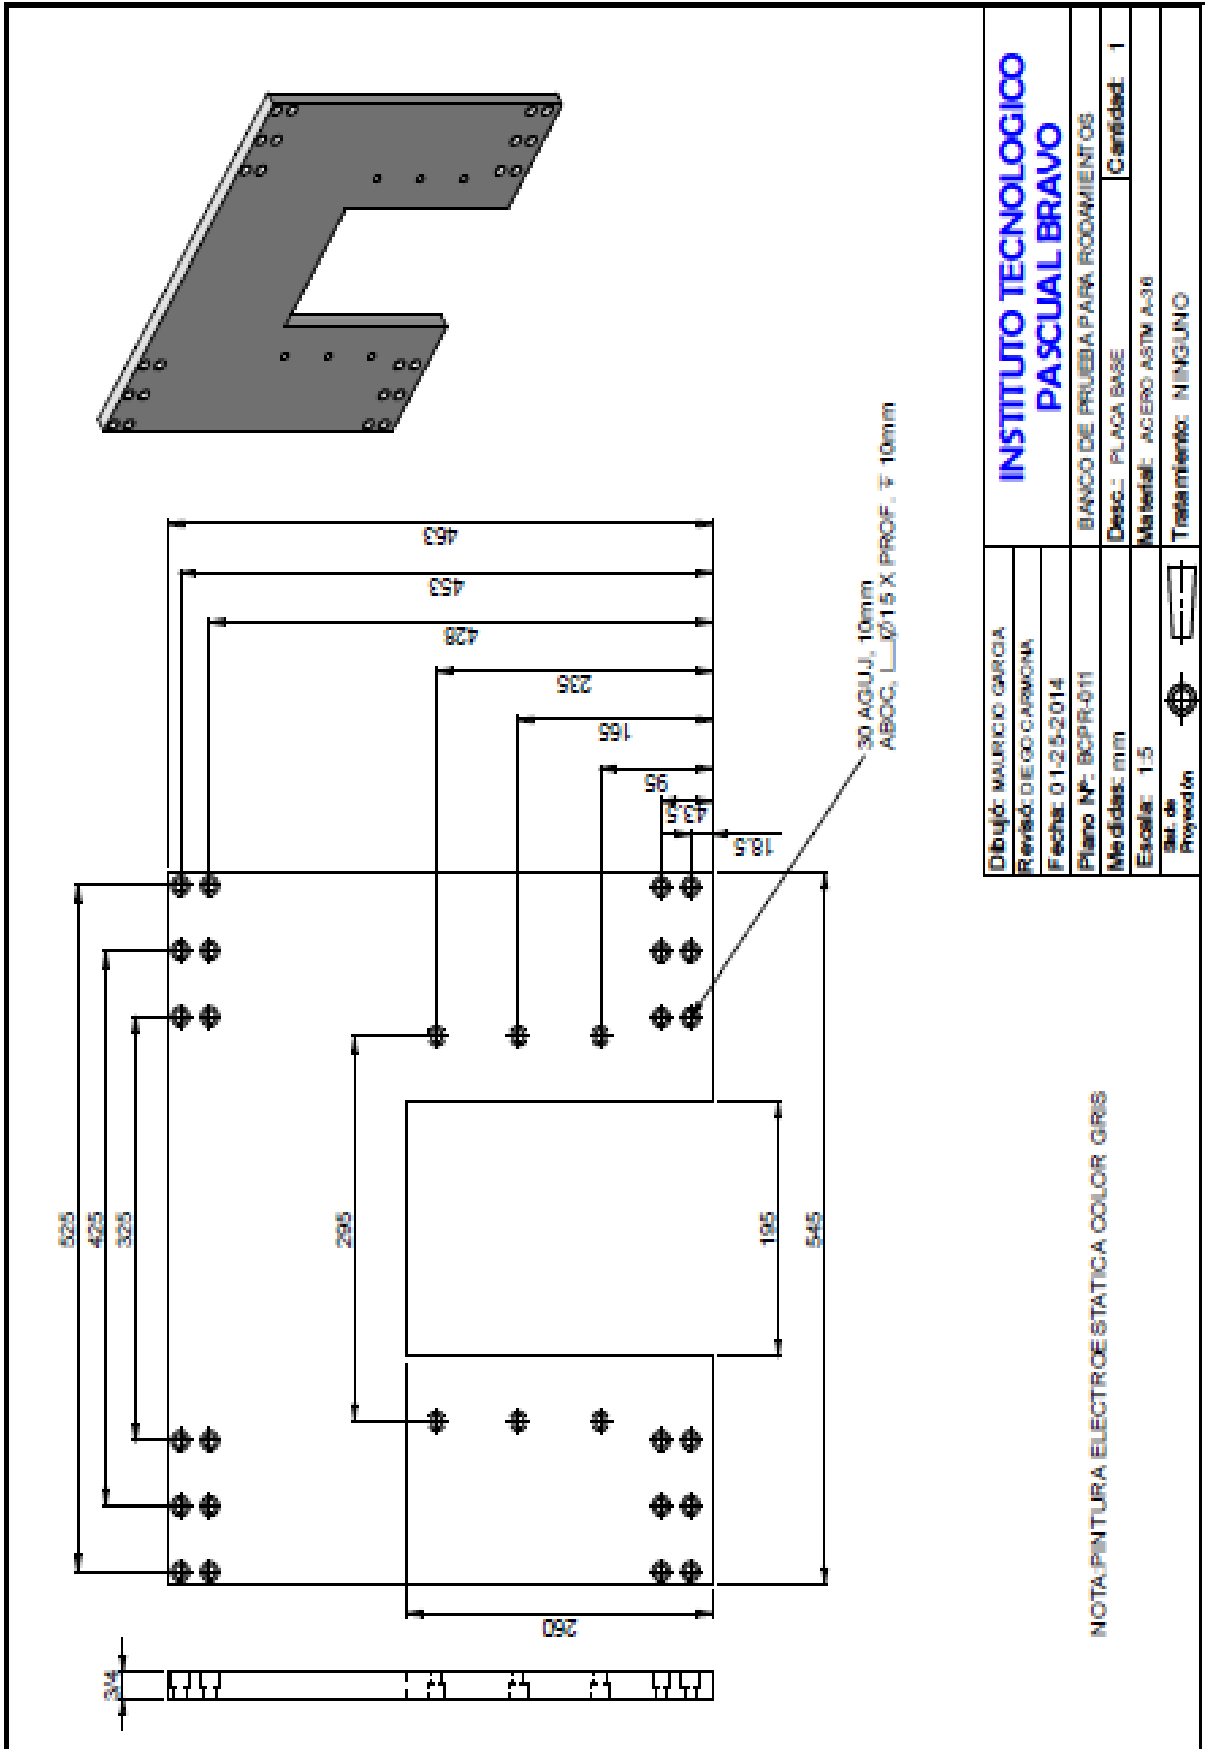 INSTITUTO TECNOLOGICO
PASCUAL BRAVO
BANCO DE PRUEBA PARA RODAMIENTOS
Desc.: PLACA BASE
Cantidad: 1
Material: ACERO ASTM A-36
Tratamiento: NINGUNO
Dibujó: MAURICIO GARCIA
Revisó: DIEGO CARMONA
Fecha: 01-25-2014
Plano Nº: BCPR-011
Medidas: mm
Escala: 1:5
Sist. de
Proyección
463
453
428
235
165
95
43.5
18.5
30 AGUJ. 10mm
ABOC. ⌴Ø15 X PROF. ↧ 10mm
525
425
325
295
195
545
260
3/4
NOTA:PINTURA ELECTROESTATICA COLOR GRIS